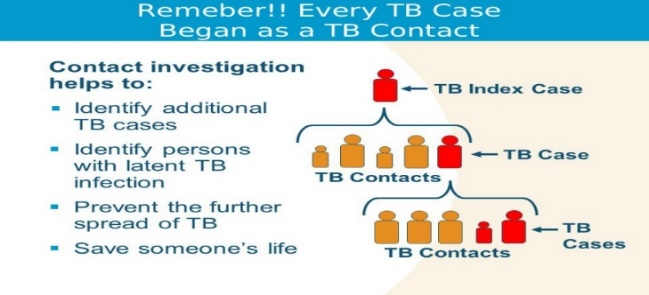 Remeber!! Every TB Case
Began as a TB Contact
Contact investigation
helps to:
Identify additional
TB cases
Identify persons
with latent TB
infection
Prevent the further
spread of TB
Save someone's life
TB Index Case
TB Case
TB Contacts
TB
Cases
TB Contacts